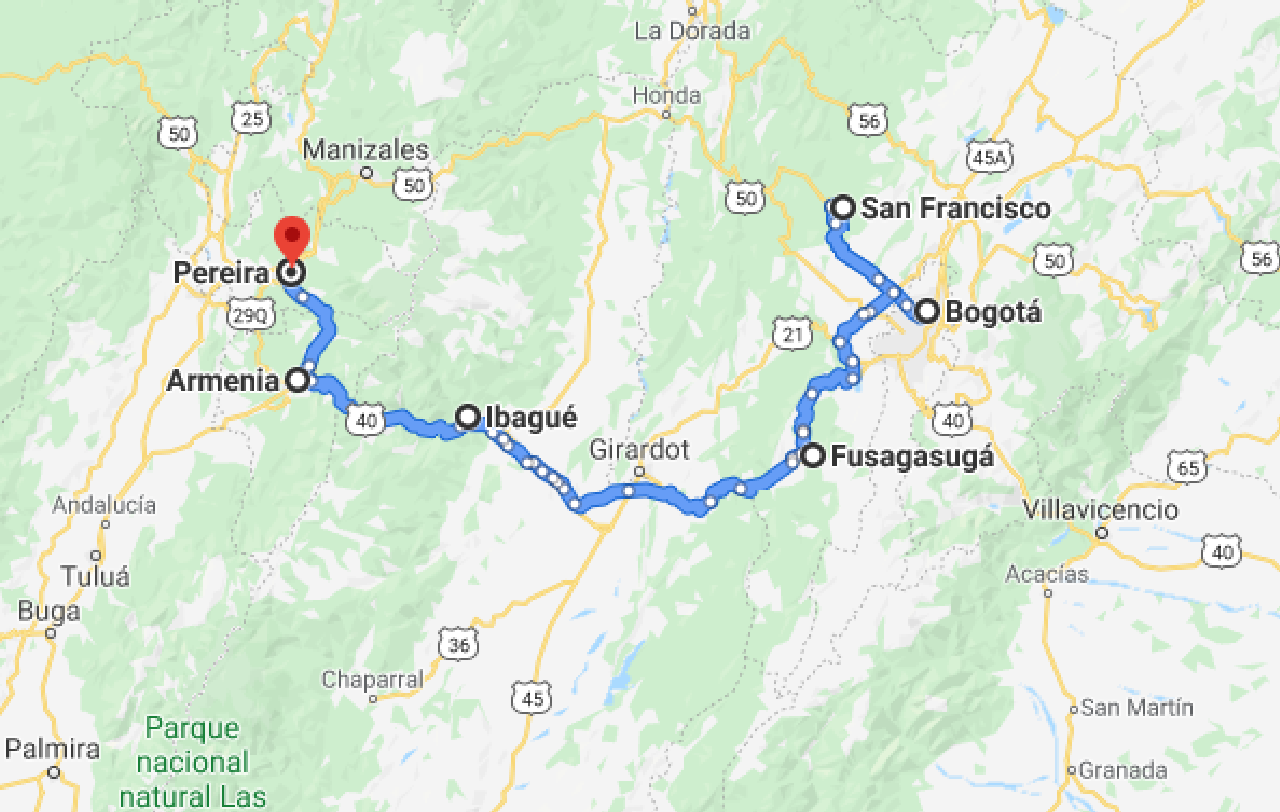 La Dorada
Honda
50
25
56
45A
Manizales
50
50
San Francisco
50
56
Pereira
29Q
Bogotá
21
Armenia
40
Ibagué
40
Girardot
Fusagasugá
65
Andalucía
Villavicencio
Tuluá
40
Acacías
Buga
36
Chaparral
45
San Martín
Parque
nacional
natural Las
Palmira
Granada